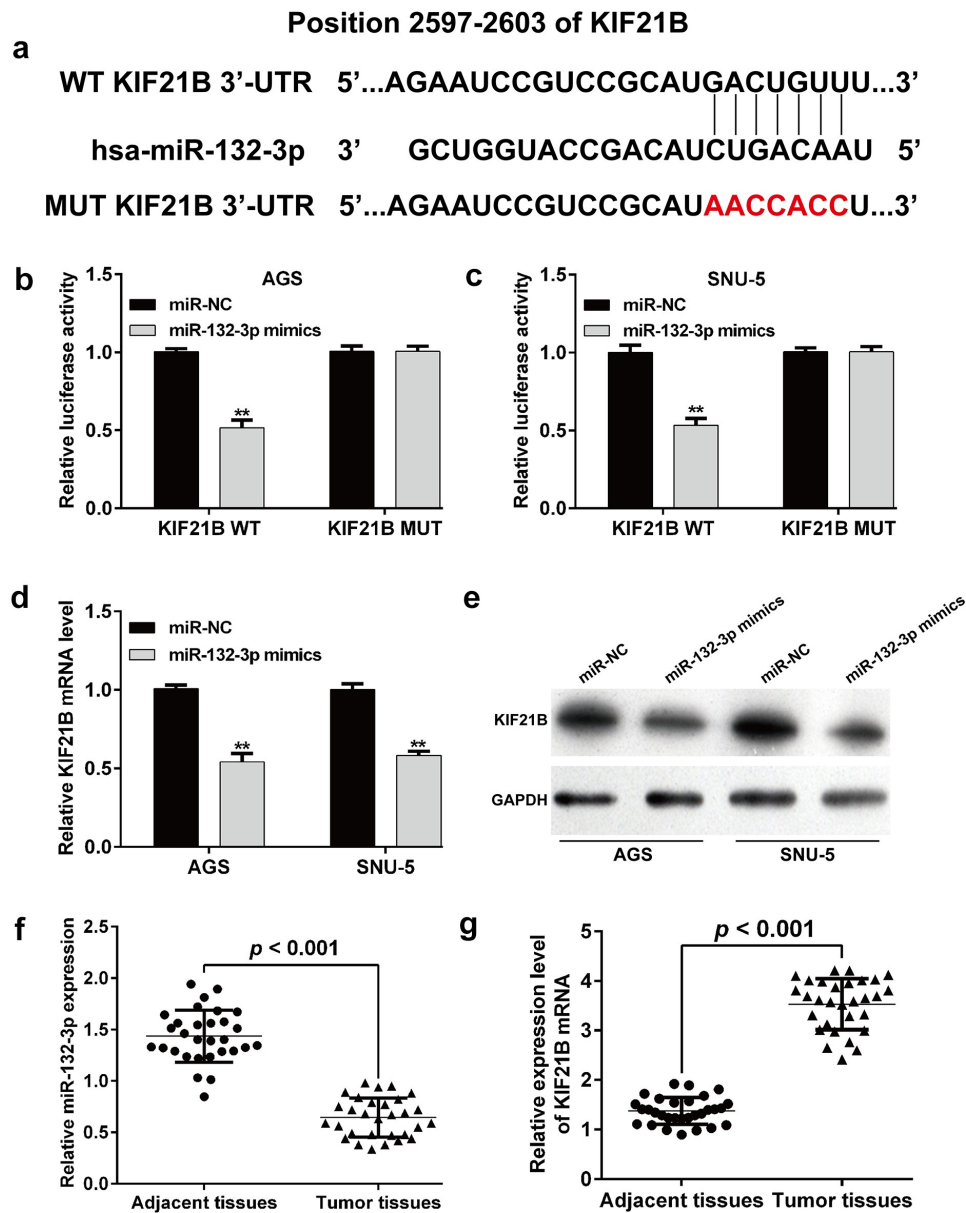 Position 2597-2603 of KIF21B
a
WT KIF21B 3’-UTR 5’...AGAAUCCGUCCGCAUGACUGUUU...3’
hsa-miR-132-3p 3’ GCUGGUACCGACAUCUGACAAU 5’
MUT KIF21B 3’-UTR 5’...AGAAUCCGUCCGCAUAACCACCU...3’
b
AGS
miR-NC
miR-132-3p mimics
Relative luciferase activity
1.5
1.0
0.5
0.0
**
KIF21B WT KIF21B MUT
c
SNU-5
miR-NC
miR-132-3p mimics
Relative luciferase activity
1.5
1.0
0.5
0.0
**
KIF21B WT KIF21B MUT
d
miR-NC
miR-132-3p mimics
Relative KIF21B mRNA level
1.5
1.0
0.5
0.0
** **
AGS SNU-5
e
miR-NC miR-132-3p mimics miR-NC miR-132-3p mimics
KIF21B
GAPDH
AGS SNU-5
f
p < 0.001
Relative miR-132-3p expression
2.5
2.0
1.5
1.0
0.5
0.0
Adjacent tissues Tumor tissues
g
p < 0.001
Relative expression level
of KIF21B mRNA
5
4
3
2
1
0
Adjacent tissues Tumor tissues